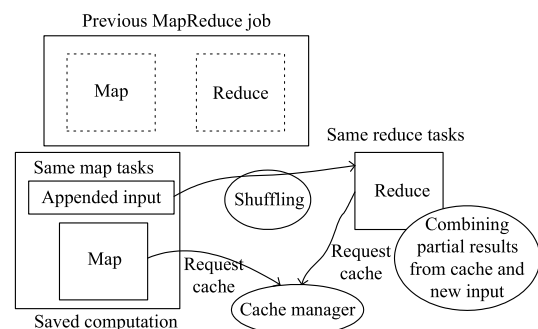 Previous MapReduce job
Map
Reduce
Same map tasks
Appended input
Map
Saved computation
Shuffling
Request
cache
Same reduce tasks
Reduce
Request
cache
Cache manager
Combining
partial results
from cache and
new input